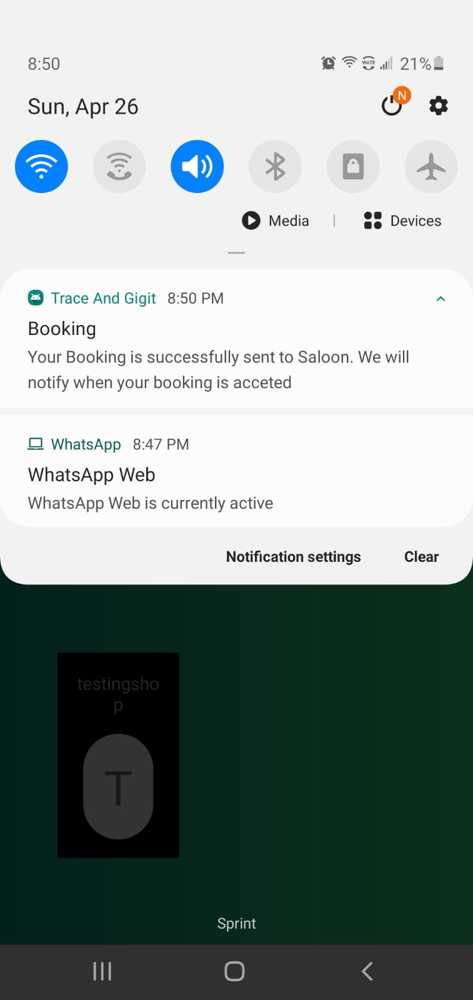 8:50
VoLTE
21%
Sun, Apr 26
N
Media | Devices
Trace And Gigit 8:50 PM
Booking
Your Booking is successfully sent to Saloon. We will
notify when your booking is acceted
WhatsApp 8:47 PM
WhatsApp Web
WhatsApp Web is currently active
Notification settings Clear
testingsho
p
T
Sprint